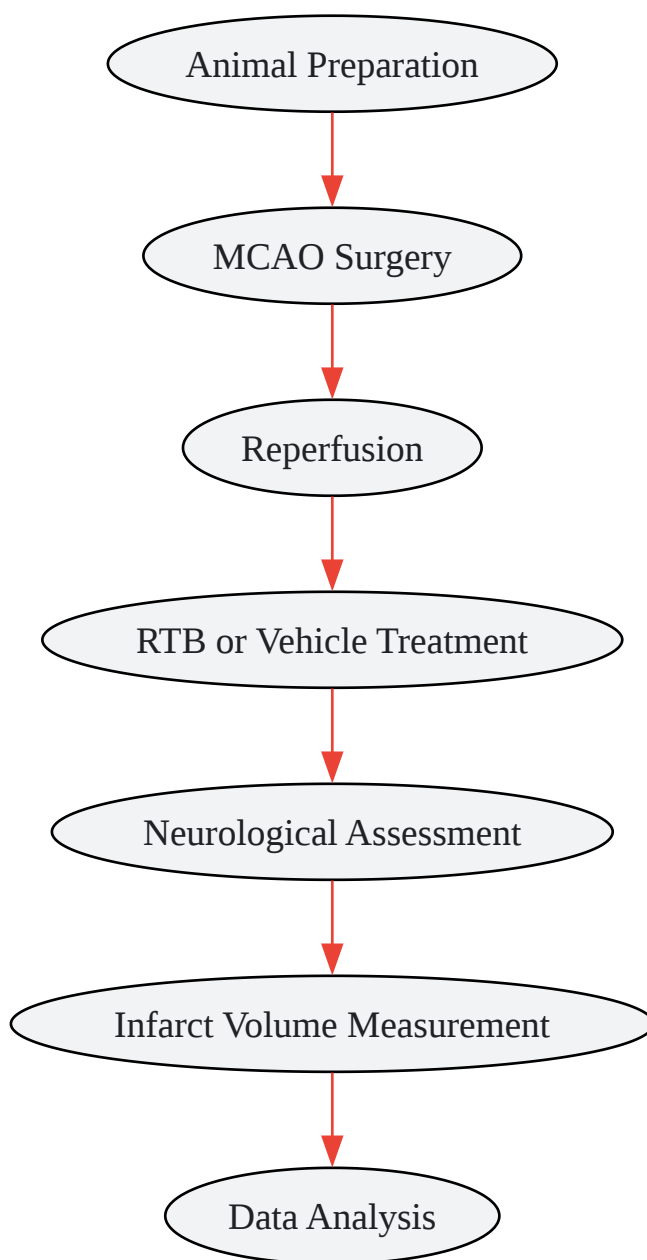 Animal Preparation
MCAO Surgery
Reperfusion
RTB or Vehicle Treatment
Neurological Assessment
Infarct Volume Measurement
Data Analysis